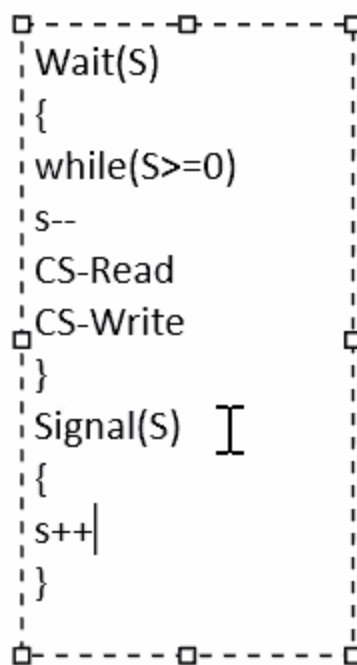 Wait(S)
{
while(S>=0)
s--
CS-Read
CS-Write
}
Signal(S)
{
s++
}